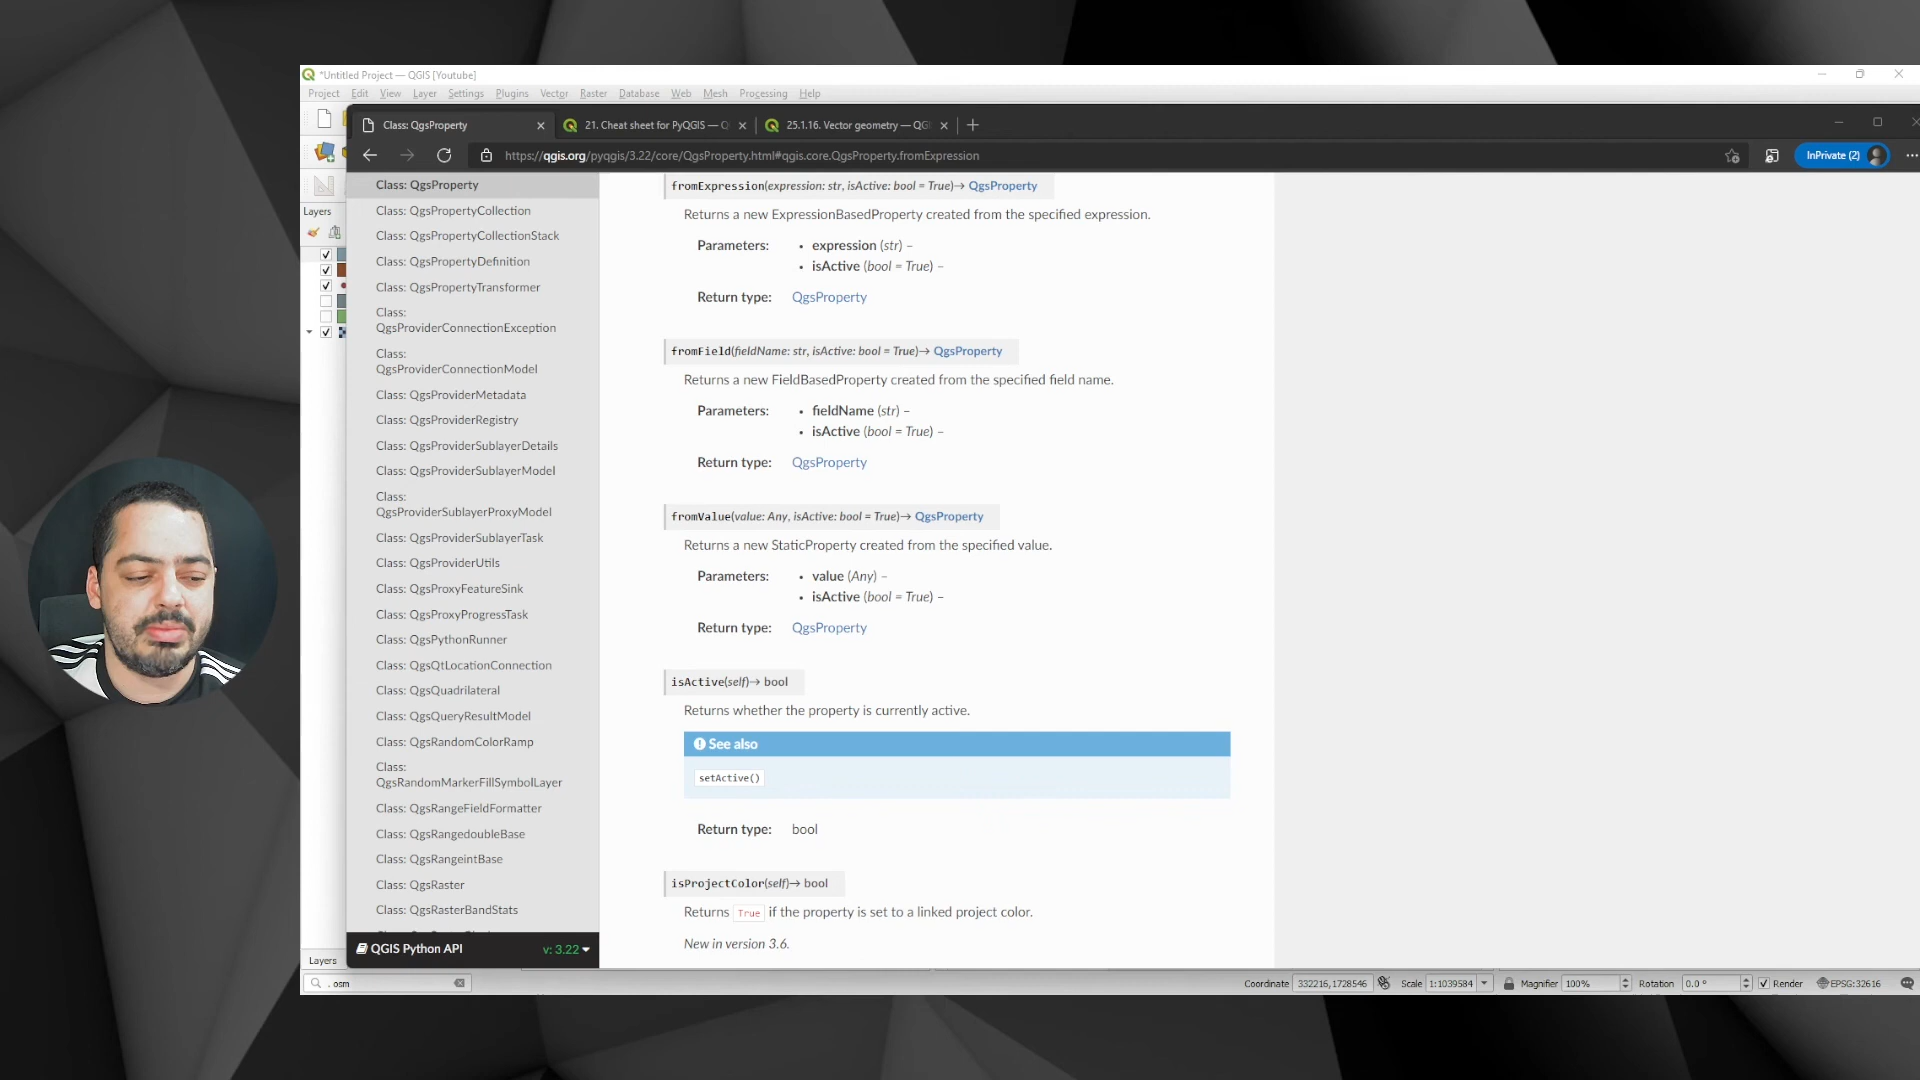 *Untitled Project — QGIS [Youtube]
Project Edit View Layer Settings Plugins Vector Raster Database Web Mesh Processing Help
Class: QgsProperty
21. Cheat sheet for PyQGIS — Q
25.1.16. Vector geometry — QGI
https://qgis.org/pyqgis/3.22/core/QgsProperty.html#qgis.core.QgsProperty.fromExpression
InPrivate (2)
Layers
Class: QgsProperty
Class: QgsPropertyCollection
Class: QgsPropertyCollectionStack
Class: QgsPropertyDefinition
Class: QgsPropertyTransformer
Class:
QgsProviderConnectionException
Class:
QgsProviderConnectionModel
Class: QgsProviderMetadata
Class: QgsProviderRegistry
Class: QgsProviderSublayerDetails
Class: QgsProviderSublayerModel
Class:
QgsProviderSublayerProxyModel
Class: QgsProviderSublayerTask
Class: QgsProviderUtils
Class: QgsProxyFeatureSink
Class: QgsProxyProgressTask
Class: QgsPythonRunner
Class: QgsQtLocationConnection
Class: QgsQuadrilateral
Class: QgsQueryResultModel
Class: QgsRandomColorRamp
Class:
QgsRandomMarkerFillSymbolLayer
Class: QgsRangeFieldFormatter
Class: QgsRangedoubleBase
Class: QgsRangeintBase
Class: QgsRaster
Class: QgsRasterBandStats
QGIS Python API v: 3.22
fromExpression(expression: str, isActive: bool = True)→ QgsProperty
Returns a new ExpressionBasedProperty created from the specified expression.
Parameters: • expression (str) –
• isActive (bool = True) –
Return type: QgsProperty
fromField(fieldName: str, isActive: bool = True)→ QgsProperty
Returns a new FieldBasedProperty created from the specified field name.
Parameters: • fieldName (str) –
• isActive (bool = True) –
Return type: QgsProperty
fromValue(value: Any, isActive: bool = True)→ QgsProperty
Returns a new StaticProperty created from the specified value.
Parameters: • value (Any) –
• isActive (bool = True) –
Return type: QgsProperty
isActive(self)→ bool
Returns whether the property is currently active.
See also
setActive()
Return type: bool
isProjectColor(self)→ bool
Returns True if the property is set to a linked project color.
New in version 3.6.
Layers
.osm
Coordinate 332216,1728546 Scale 1:1039584 Magnifier 100% Rotation 0.0 ° Render EPSG:32616